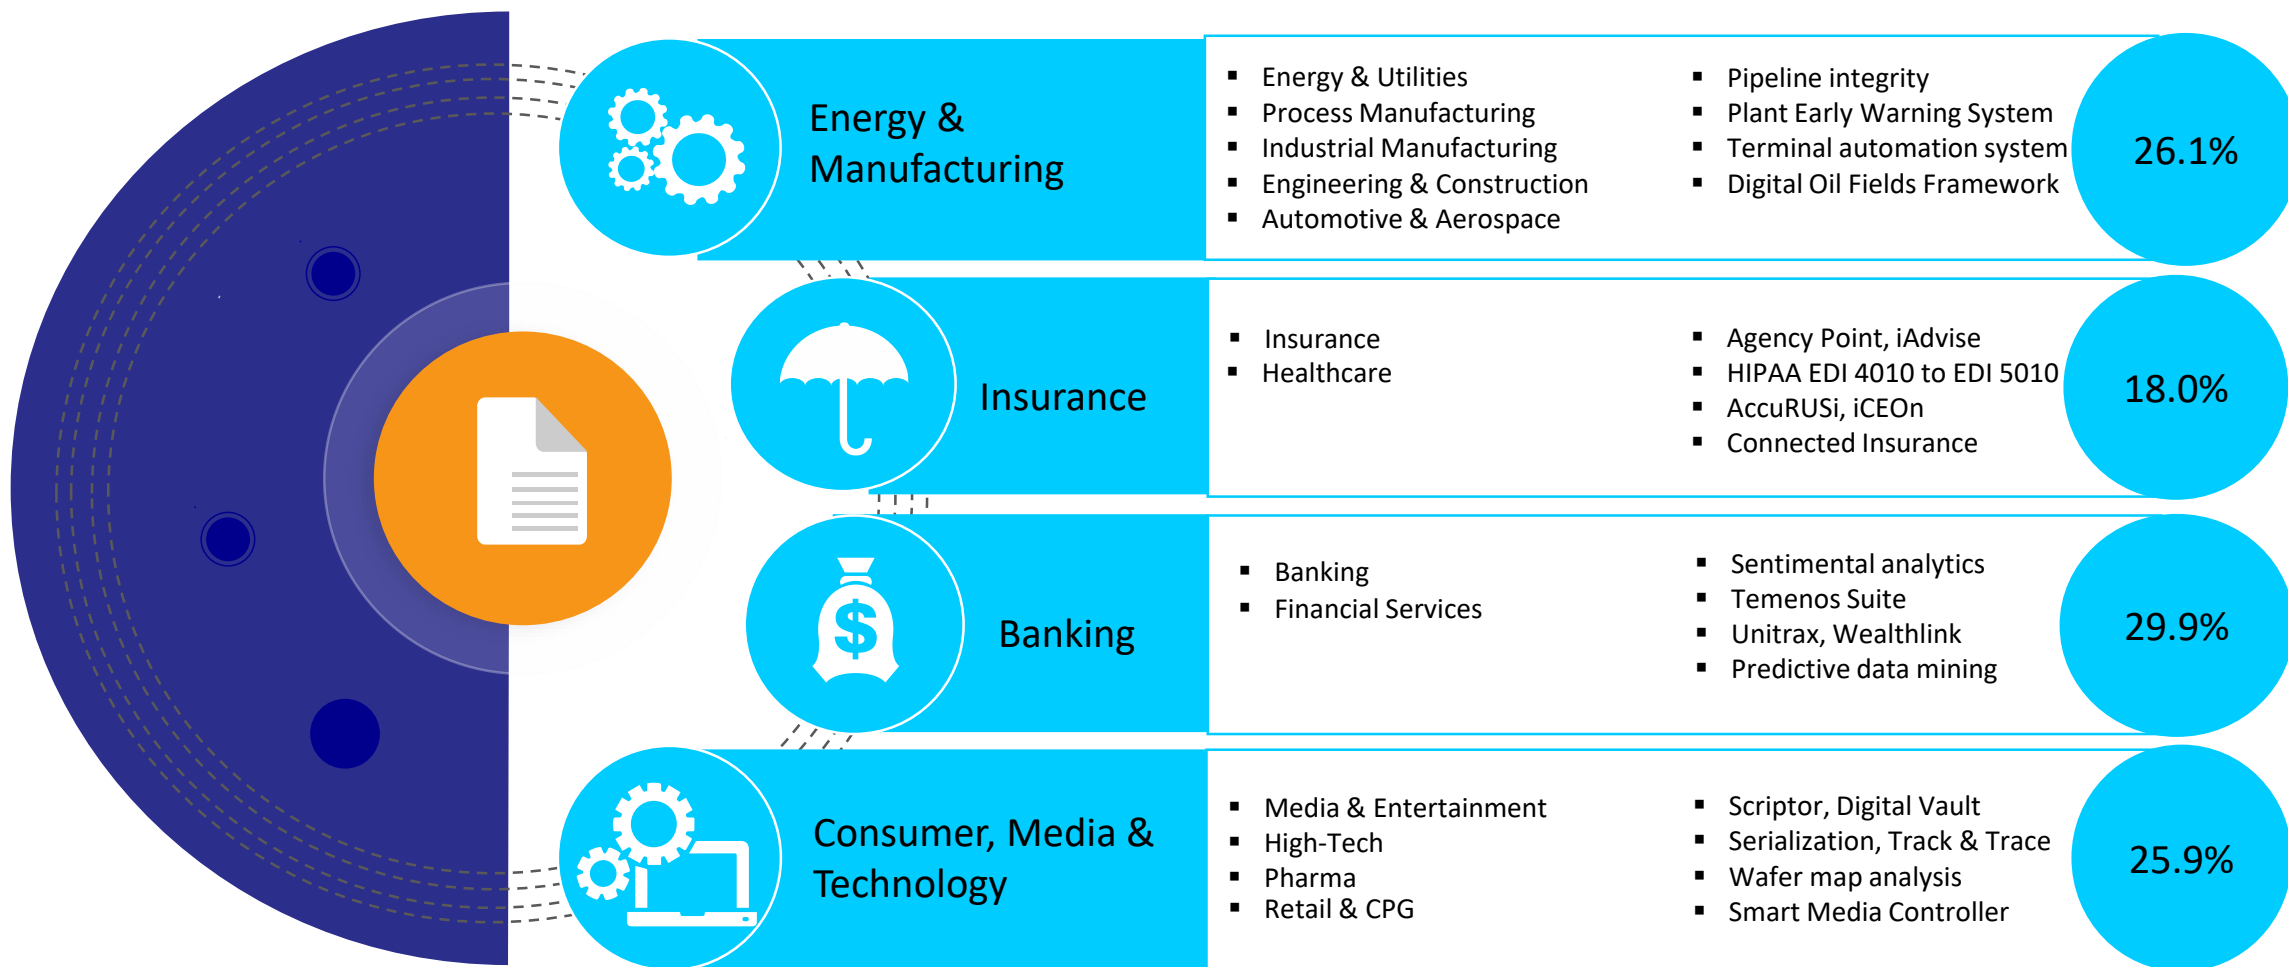 Energy &
Manufacturing
▪ Energy & Utilities
▪ Process Manufacturing
▪ Industrial Manufacturing
▪ Engineering & Construction
▪ Automotive & Aerospace
▪ Pipeline integrity
▪ Plant Early Warning System
▪ Terminal automation system
▪ Digital Oil Fields Framework
26.1%
Insurance
▪ Insurance
▪ Healthcare
▪ Agency Point, iAdvise
▪ HIPAA EDI 4010 to EDI 5010
▪ AccuRUSi, iCEOn
▪ Connected Insurance
18.0%
$
Banking
▪ Banking
▪ Financial Services
▪ Sentimental analytics
▪ Temenos Suite
▪ Unitrax, Wealthlink
▪ Predictive data mining
29.9%
Consumer, Media &
Technology
▪ Media & Entertainment
▪ High-Tech
▪ Pharma
▪ Retail & CPG
▪ Scriptor, Digital Vault
▪ Serialization, Track & Trace
▪ Wafer map analysis
▪ Smart Media Controller
25.9%